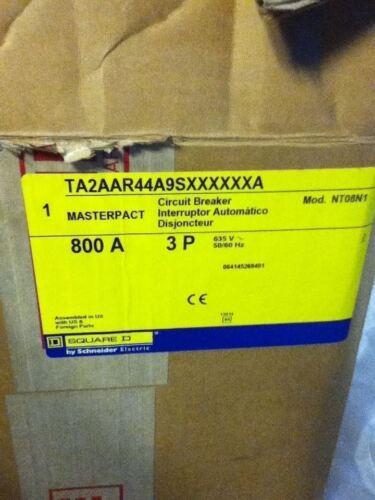 TA2AAR44A9SXXXXXXA
1
MASTERPACT
Circuit Breaker
Interruptor Automático
Disjoncteur
Mod. NT08N1
800 A
3 P
635 V ~
50/60 Hz
Assembled in US
with US &
Foreign Parts
CE
SQUARE D
by Schneider Electric